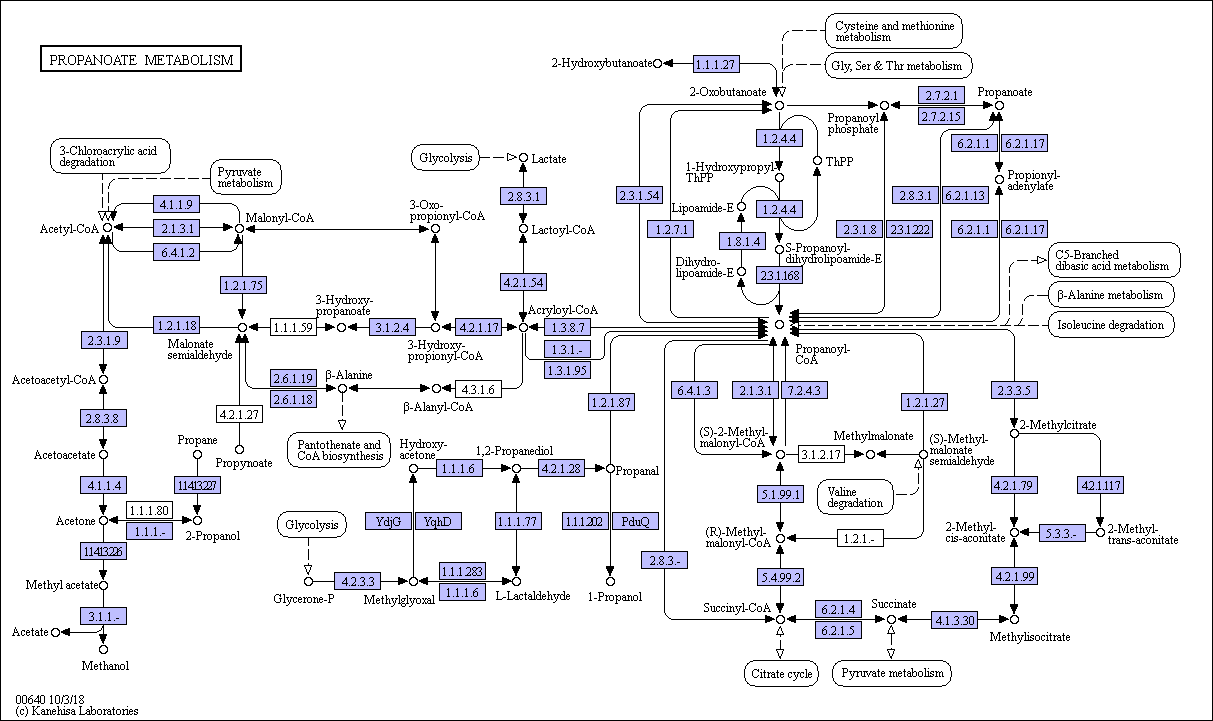 PROPANOATE METABOLISM
Cysteine and methionine
metabolism
Gly, Ser & Thr metabolism
2-Hydroxybutanoate
1.1.1.27
2-Oxobutanoate
Propanoyl
phosphate
2.7.2.1
2.7.2.15
Propanoate
3-Chloroacrylic acid
degradation
Pyruvate
metabolism
Glycolysis
Lactate
1.2.4.4
ThPP
1-Hydroxypropyl-
ThPP
6.2.1.1
6.2.1.17
Propionyl-
adenylate
4.1.1.9
2.1.3.1
6.4.1.2
Acetyl-CoA
Malonyl-CoA
3-Oxo-
propionyl-CoA
2.8.3.1
Lactoyl-CoA
2.3.1.54
1.2.7.1
Lipoamide-E
1.2.4.4
1.8.1.4
S-Propanoyl-
dihydrolipoamide-E
Dihydro-
lipoamide-E
2.3.1.168
2.8.3.1
6.2.1.13
2.3.1.8
2.3.1.222
6.2.1.1
6.2.1.17
C5-Branched
dibasic acid metabolism
β-Alanine metabolism
Isoleucine degradation
1.2.1.75
4.2.1.54
3-Hydroxy-
propanoate
Acryloyl-CoA
1.2.1.18
1.1.1.59
3.1.2.4
4.2.1.17
1.3.8.7
1.3.1.-
1.3.1.95
Malonate
semialdehyde
3-Hydroxy-
propionyl-CoA
Propanoyl-
CoA
2.3.1.9
Acetoacetyl-CoA
2.6.1.19
2.6.1.18
β-Alanine
4.3.1.6
β-Alanyl-CoA
1.2.1.87
6.4.1.3
2.1.3.1
7.2.4.3
1.2.1.27
2.3.3.5
2.8.3.8
4.2.1.27
Propynoate
Pantothenate and
CoA biosynthesis
Acetoacetate
Propane
Hydroxy-
acetone
1,2-Propanediol
1.1.1.6
4.2.1.28
Propanal
(S)-2-Methyl-
malonyl-CoA
Methylmalonate
3.1.2.17
(S)-Methyl-
malonate
semialdehyde
2-Methylcitrate
4.1.1.4
1.14.13.227
Valine
degradation
5.1.99.1
4.2.1.79
4.2.1.117
Acetone
1.1.1.80
1.1.1.-
2-Propanol
Glycolysis
YdjG
YqhD
1.1.1.77
1.1.1.202
PduQ
(R)-Methyl-
malonyl-CoA
1.2.1.-
2-Methyl-
cis-aconitate
5.3.3.-
2-Methyl-
trans-aconitate
1.14.13.226
Methyl acetate
2.8.3.-
5.4.99.2
4.2.1.99
4.2.3.3
Glycerone-P
Methylglyoxal
1.1.1.283
1.1.1.6
L-Lactaldehyde
1-Propanol
3.1.1.-
Acetate
Methanol
Succinyl-CoA
6.2.1.4
6.2.1.5
Succinate
4.1.3.30
Methylisocitrate
Citrate cycle
Pyruvate metabolism
00640 10/3/18
(c) Kanehisa Laboratories